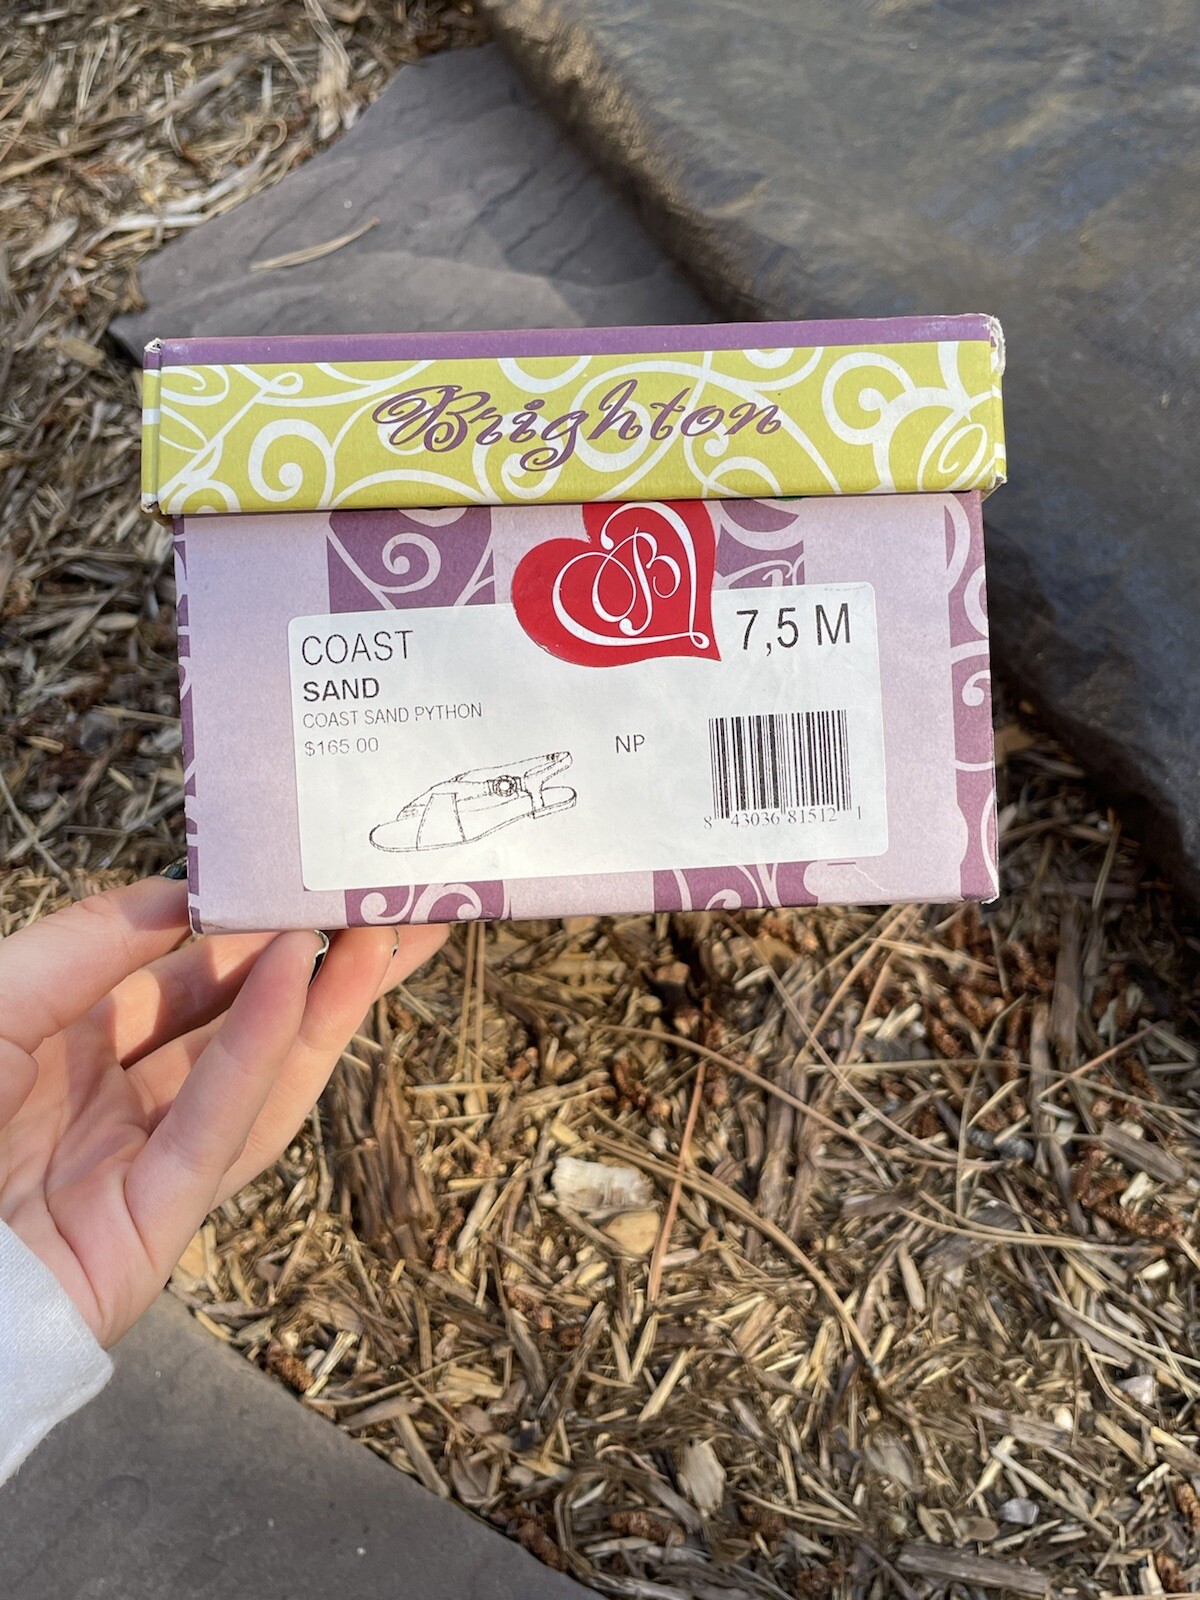 Brighton
B
COAST
7,5 M
SAND
COAST SAND PYTHON
$165.00
NP
8 43036 81512 1